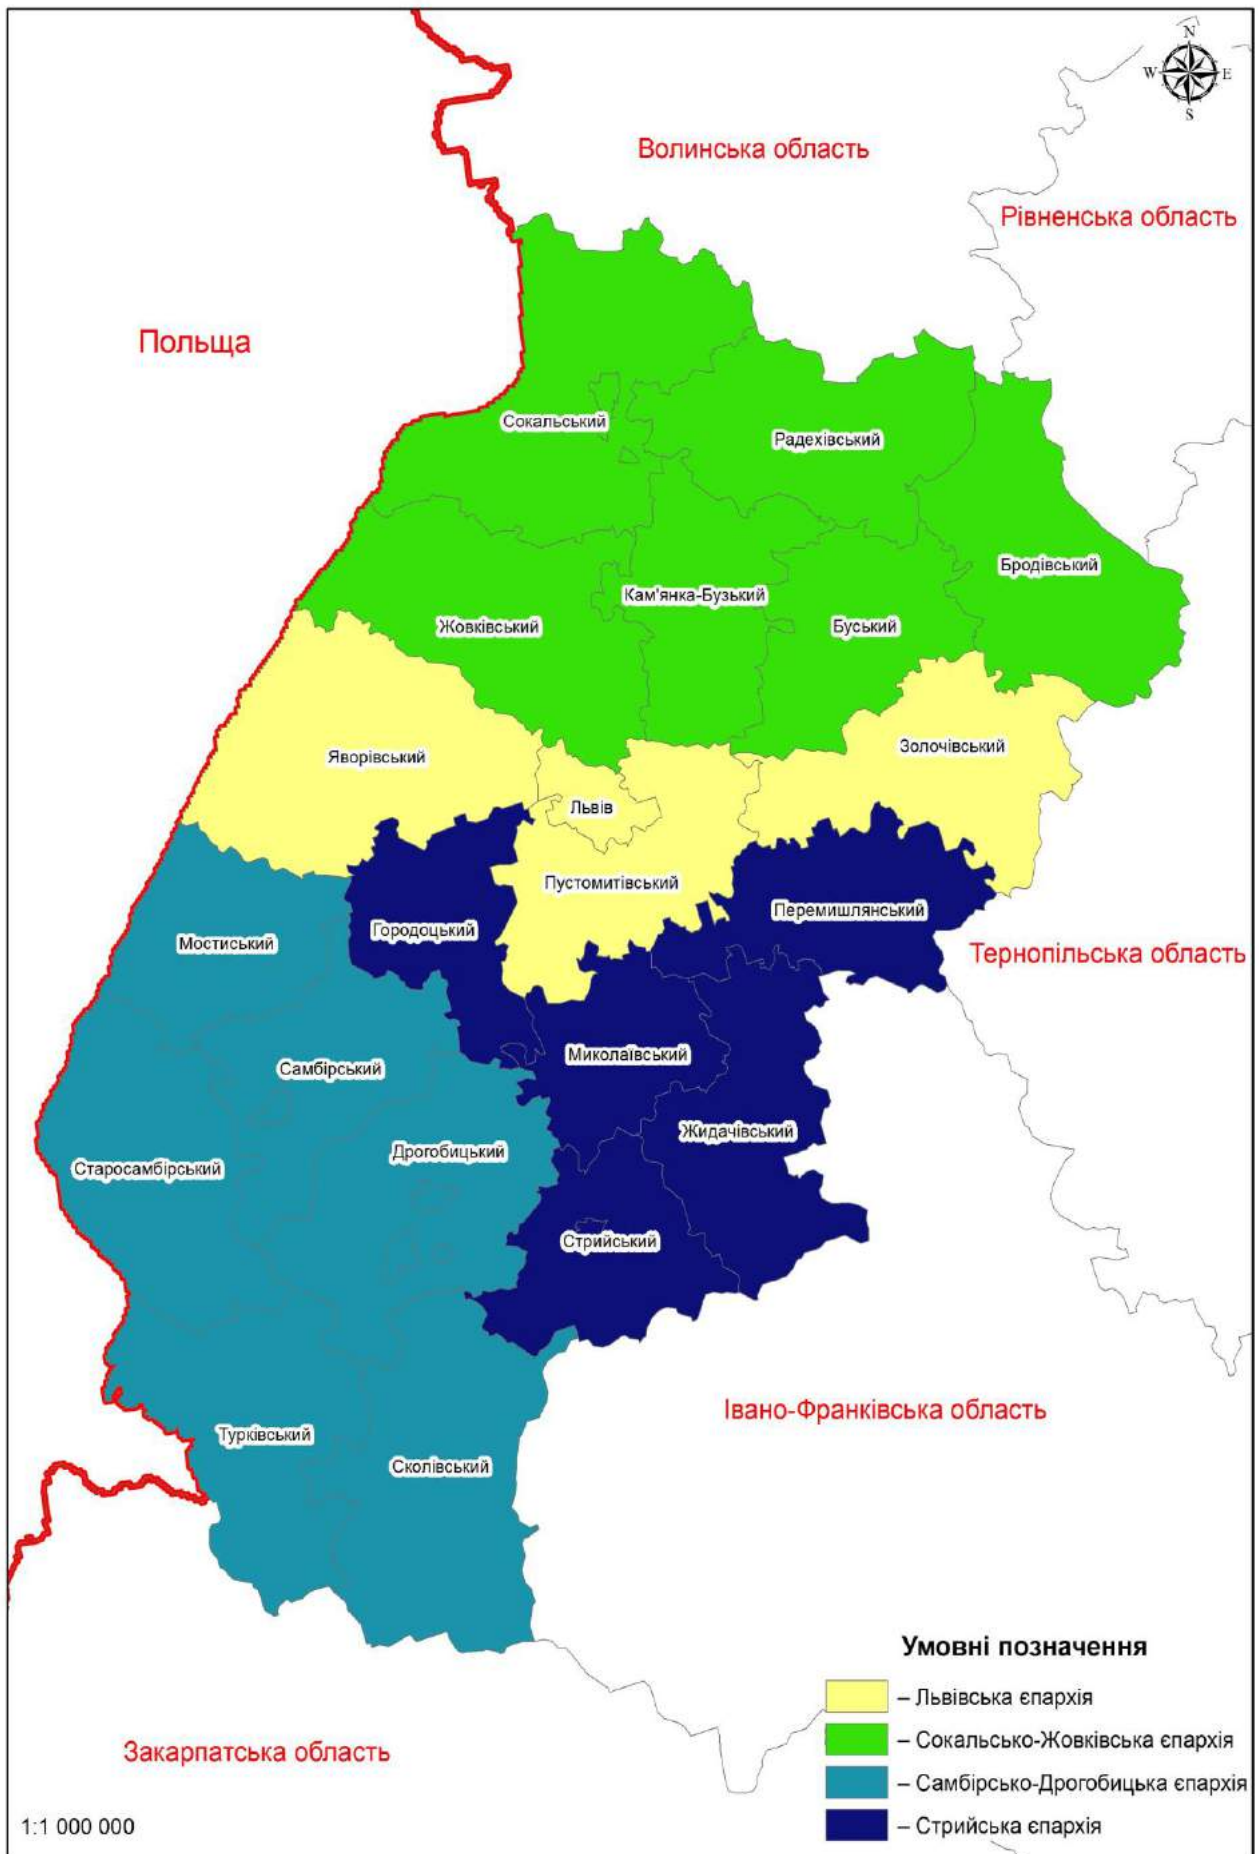 N
W E
S
Волинська область
Рівненська область
Польща
Сокальський
Радехівський
Бродівський
Кам'янка-Бузький
Жовківський
Буський
Золочівський
Яворівський
Львів
Пустомитівський
Перемишлянський
Городоцький
Мостиський
Тернопільська область
Миколаївський
Самбірський
Жидачівський
Дрогобицький
Старосамбірський
Стрийський
Івано-Франківська область
Турківський
Сколівський
Умовні позначення
– Львівська єпархія
– Сокальсько-Жовківська єпархія
Закарпатська область
– Самбірсько-Дрогобицька єпархія
1:1 000 000
– Стрийська єпархія